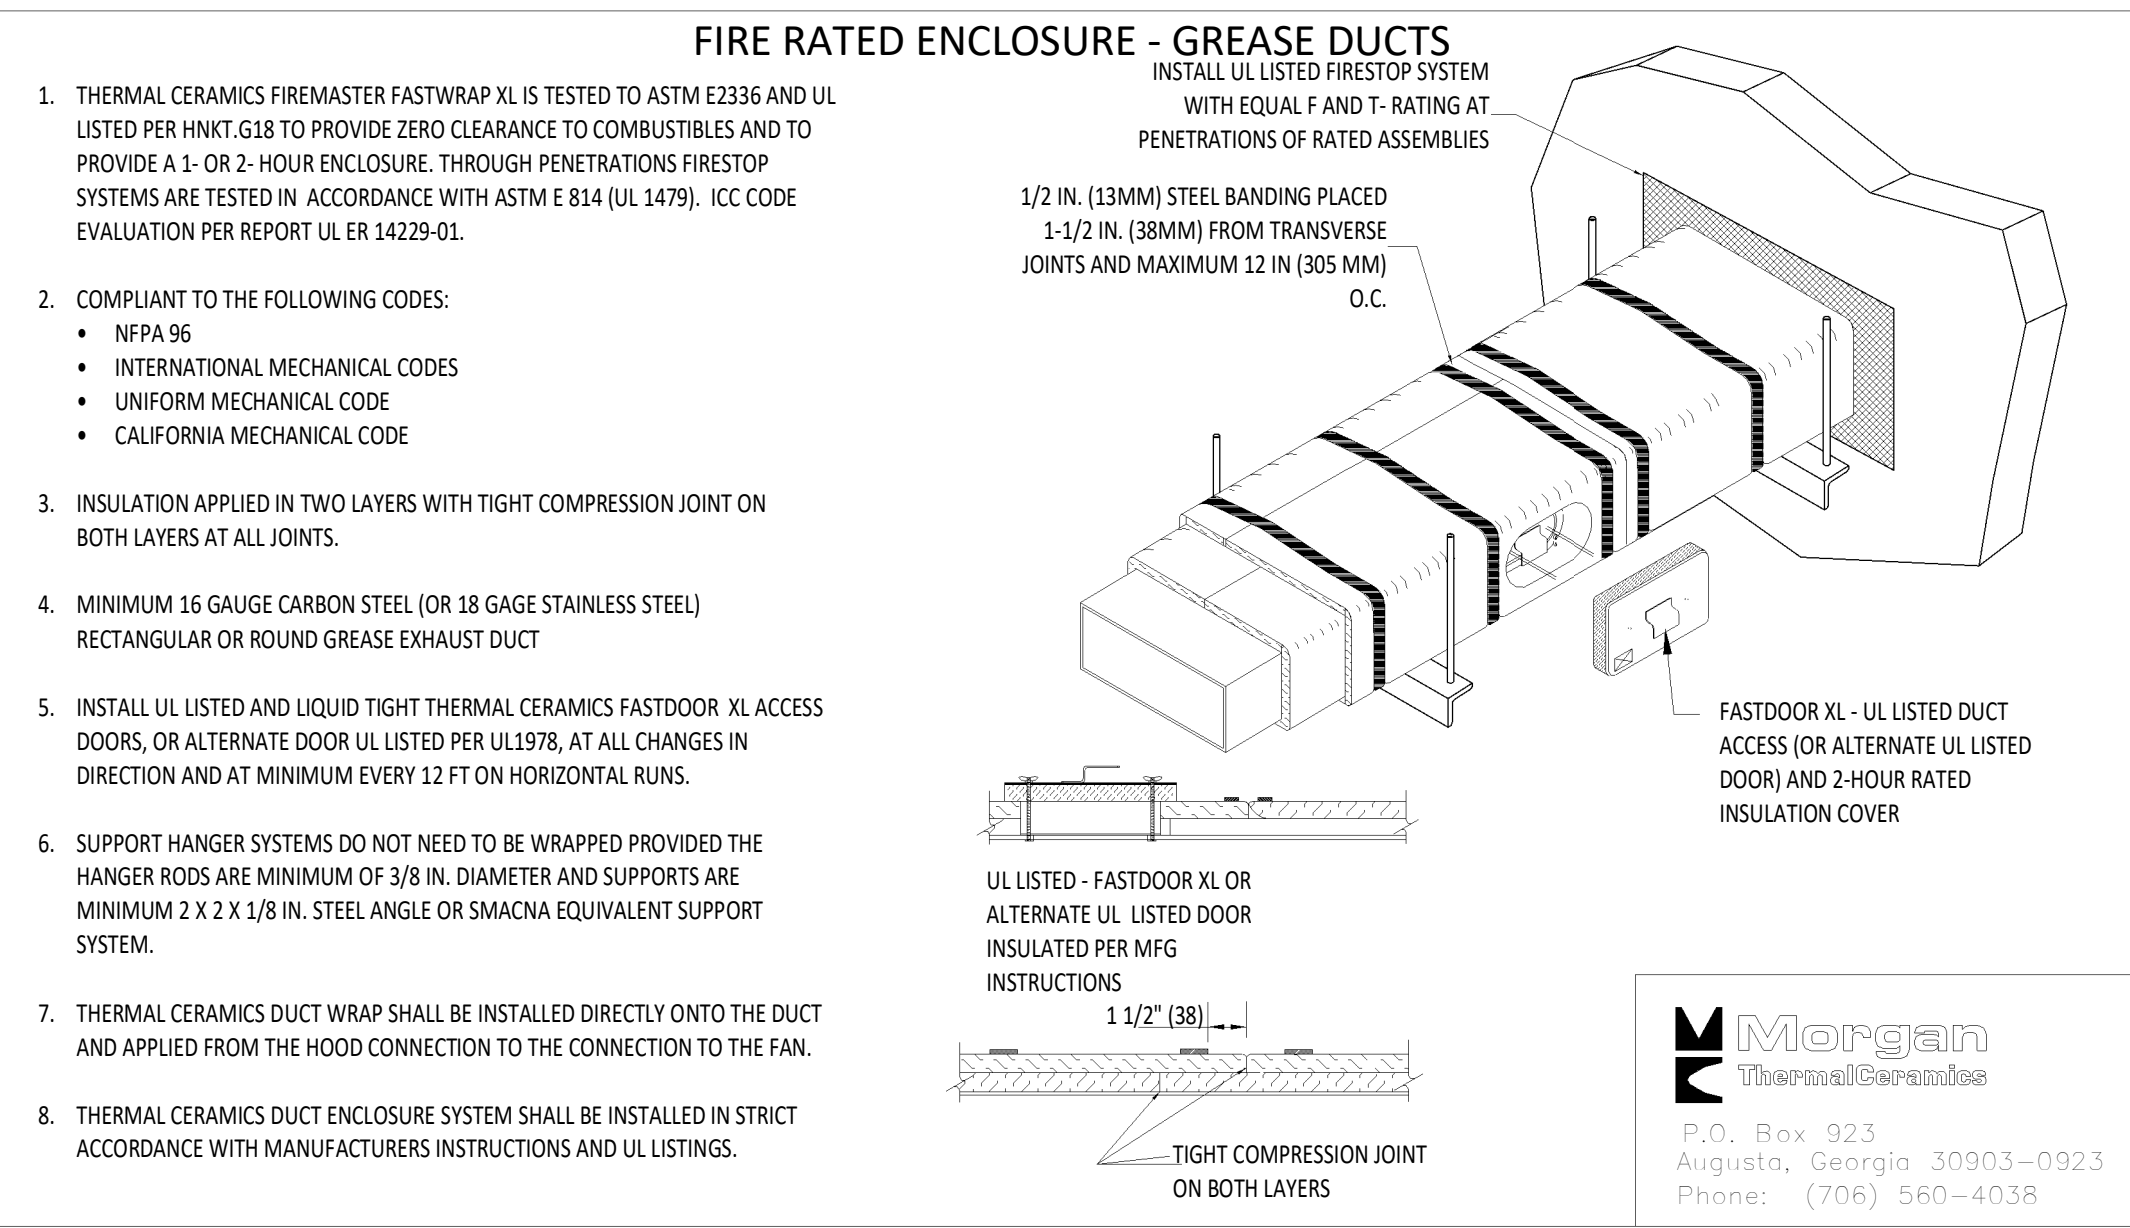 FIRE RATED ENCLOSURE - GREASE DUCTS
1. THERMAL CERAMICS FIREMASTER FASTWRAP XL IS TESTED TO ASTM E2336 AND UL
LISTED PER HNKT.G18 TO PROVIDE ZERO CLEARANCE TO COMBUSTIBLES AND TO
PROVIDE A 1- OR 2- HOUR ENCLOSURE. THROUGH PENETRATIONS FIRESTOP
SYSTEMS ARE TESTED IN ACCORDANCE WITH ASTM E 814 (UL 1479). ICC CODE
EVALUATION PER REPORT UL ER 14229-01.
2. COMPLIANT TO THE FOLLOWING CODES:
• NFPA 96
• INTERNATIONAL MECHANICAL CODES
• UNIFORM MECHANICAL CODE
• CALIFORNIA MECHANICAL CODE
3. INSULATION APPLIED IN TWO LAYERS WITH TIGHT COMPRESSION JOINT ON
BOTH LAYERS AT ALL JOINTS.
4. MINIMUM 16 GAUGE CARBON STEEL (OR 18 GAGE STAINLESS STEEL)
RECTANGULAR OR ROUND GREASE EXHAUST DUCT
5. INSTALL UL LISTED AND LIQUID TIGHT THERMAL CERAMICS FASTDOOR XL ACCESS
DOORS, OR ALTERNATE DOOR UL LISTED PER UL1978, AT ALL CHANGES IN
DIRECTION AND AT MINIMUM EVERY 12 FT ON HORIZONTAL RUNS.
6. SUPPORT HANGER SYSTEMS DO NOT NEED TO BE WRAPPED PROVIDED THE
HANGER RODS ARE MINIMUM OF 3/8 IN. DIAMETER AND SUPPORTS ARE
MINIMUM 2 X 2 X 1/8 IN. STEEL ANGLE OR SMACNA EQUIVALENT SUPPORT
SYSTEM.
7. THERMAL CERAMICS DUCT WRAP SHALL BE INSTALLED DIRECTLY ONTO THE DUCT
AND APPLIED FROM THE HOOD CONNECTION TO THE CONNECTION TO THE FAN.
8. THERMAL CERAMICS DUCT ENCLOSURE SYSTEM SHALL BE INSTALLED IN STRICT
ACCORDANCE WITH MANUFACTURERS INSTRUCTIONS AND UL LISTINGS.
INSTALL UL LISTED FIRESTOP SYSTEM
WITH EQUAL F AND T- RATING AT
PENETRATIONS OF RATED ASSEMBLIES
1/2 IN. (13MM) STEEL BANDING PLACED
1-1/2 IN. (38MM) FROM TRANSVERSE
JOINTS AND MAXIMUM 12 IN (305 MM)
O.C.
FASTDOOR XL - UL LISTED DUCT
ACCESS (OR ALTERNATE UL LISTED
DOOR) AND 2-HOUR RATED
INSULATION COVER
UL LISTED - FASTDOOR XL OR
ALTERNATE UL LISTED DOOR
INSULATED PER MFG
INSTRUCTIONS
1 1/2" (38)
TIGHT COMPRESSION JOINT
ON BOTH LAYERS
Morgan
ThermalCeramics
P.O. Box 923
Augusta, Georgia 30903-0923
Phone: (706) 560-4038